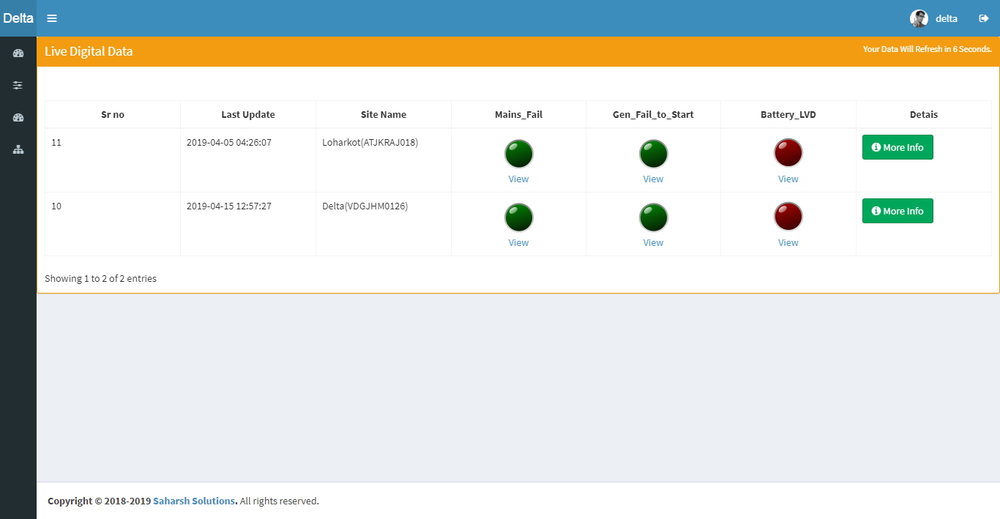 Delta
delta
Live Digital Data
Your Data Will Refresh in 6 Seconds.
Sr no Last Update Site Name Mains_Fail Gen_Fail_to_Start Battery_LVD Detais
11 2019-04-05 04:26:07 Loharkot(ATJKRAJ018) More Info
View View View
10 2019-04-15 12:57:27 Delta(VDGJHM0126) More Info
View View View
Showing 1 to 2 of 2 entries
Copyright © 2018-2019 Saharsh Solutions. All rights reserved.